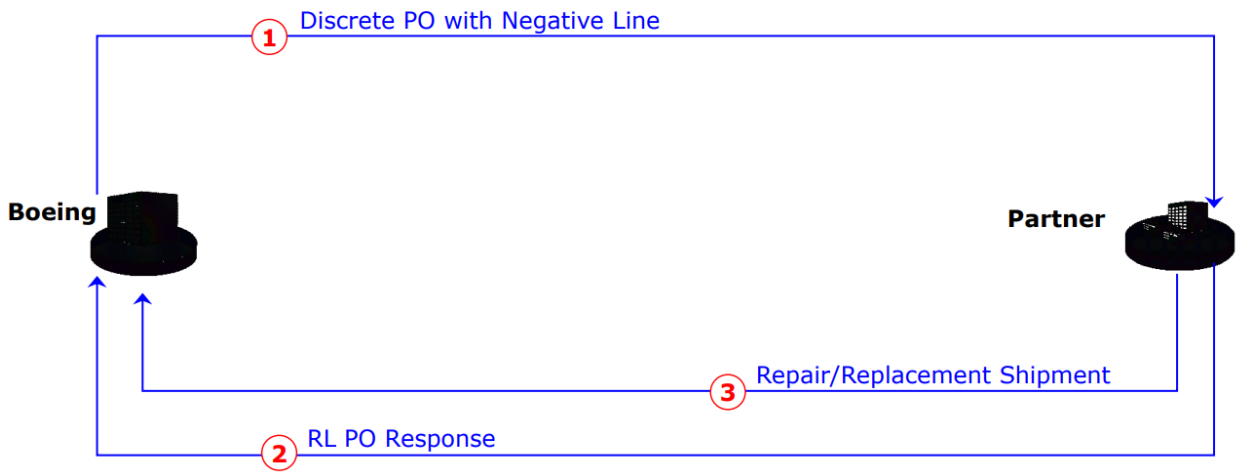 Discrete PO with Negative Line
1
Boeing
Partner
Repair/Replacement Shipment
3
RL PO Response
2